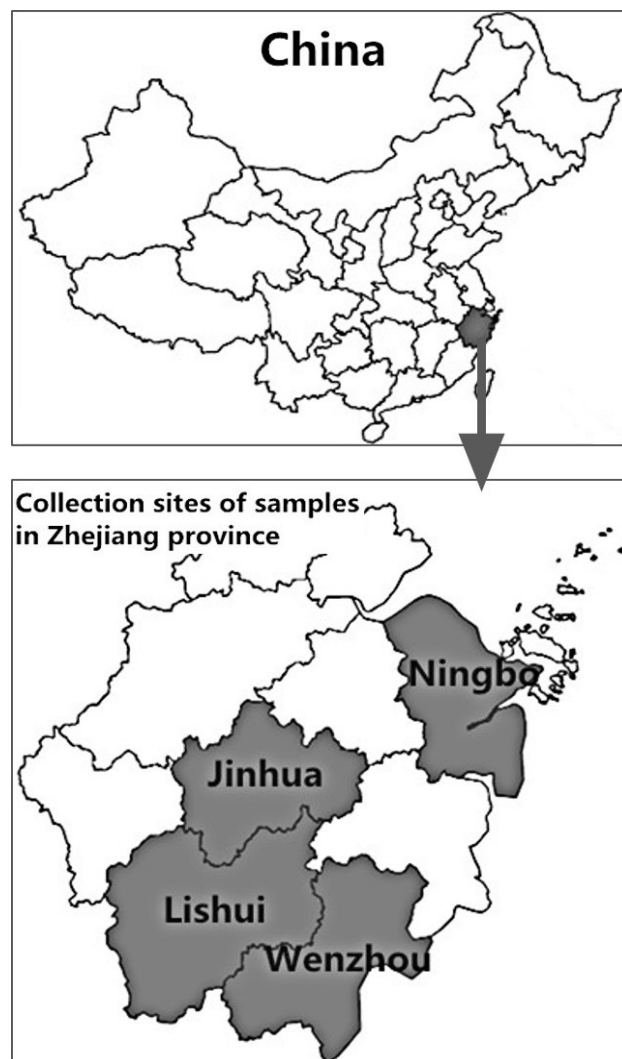 China
Collection sites of samples
in Zhejiang province
Ningbo
Jinhua
Lishui
Wenzhou